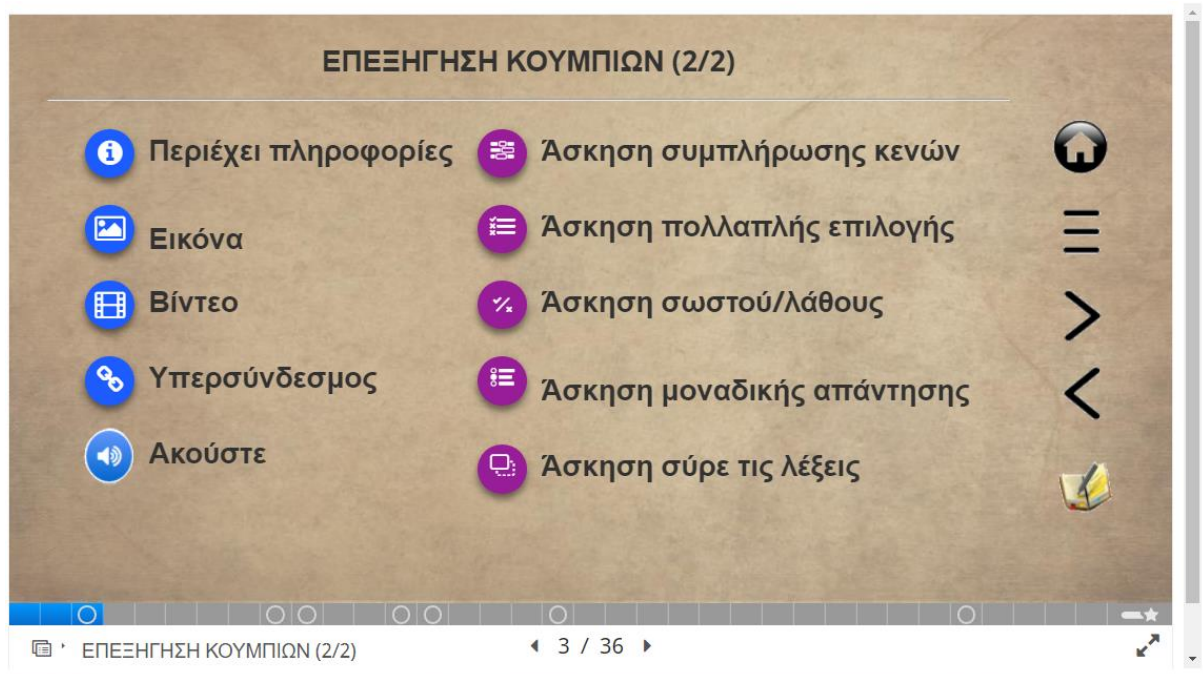 ΕΠΕΞΗΓΗΣΗ ΚΟΥΜΠΙΩΝ (2/2)
Περιέχει πληροφορίες
Εικόνα
Βίντεο
Υπερσύνδεσμος
Ακούστε
Άσκηση συμπλήρωσης κενών
Άσκηση πολλαπλής επιλογής
Άσκηση σωστού/λάθους
Άσκηση μοναδικής απάντησης
Άσκηση σύρε τις λέξεις
ΕΠΕΞΗΓΗΣΗ ΚΟΥΜΠΙΩΝ (2/2)
3 / 36